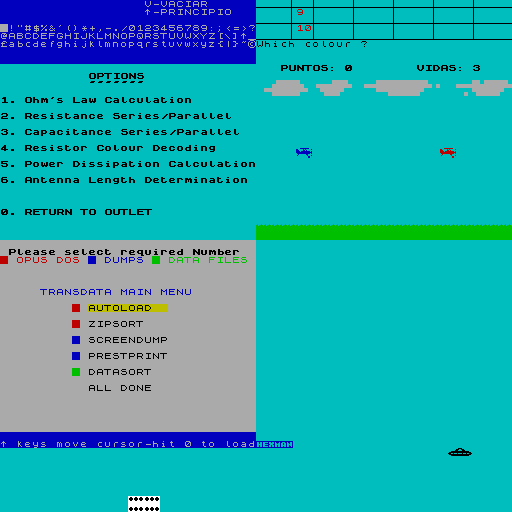 V-VACIAR
↑-PRINCIPIO
!"#$%&'()*+,-./0123456789:;<=>?
@ABCDEFGHIJKLMNOPQRSTUVWXYZ[\]↑_
£abcdefghijklmnopqrstuvwxyz{|}~©
9
10
Which colour ?
OPTIONS
1. Ohm's Law Calculation
2. Resistance Series/Parallel
3. Capacitance Series/Parallel
4. Resistor Colour Decoding
5. Power Dissipation Calculation
6. Antenna Length Determination
0. RETURN TO OUTLET
Please select required Number
PUNTOS: 0 VIDAS: 3
OPUS DOS DUMPS DATA FILES
TRANSDATA MAIN MENU
AUTOLOAD
ZIPSORT
SCREENDUMP
PRESTPRINT
DATASORT
ALL DONE
↑ keys move cursor-hit 0 to load
HEXMAN